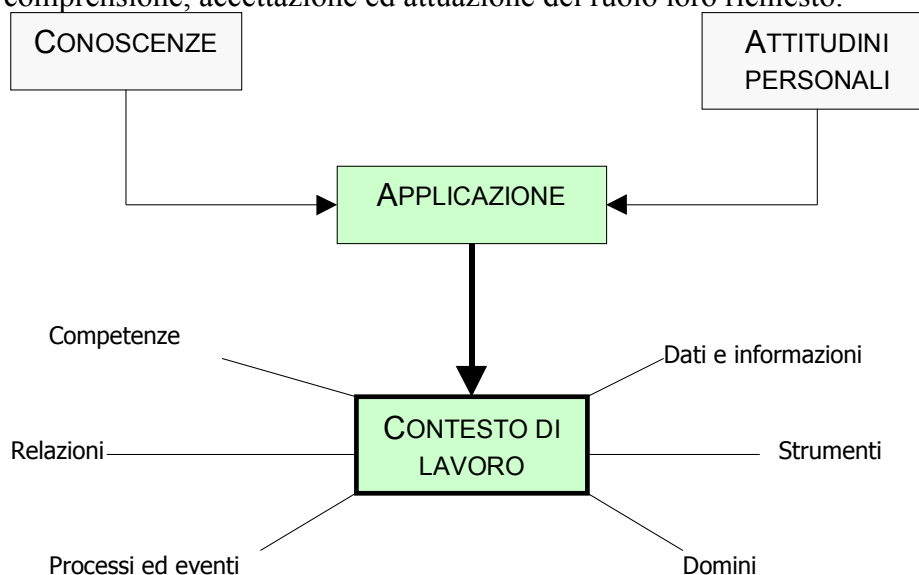 comprensione, accettazione ed attuazione del ruolo loro richiesto.
CONOSCENZE
ATTITUDINI
PERSONALI
APPLICAZIONE
Competenze
Dati e informazioni
CONTESTO DI
LAVORO
Relazioni
Strumenti
Processi ed eventi
Domini